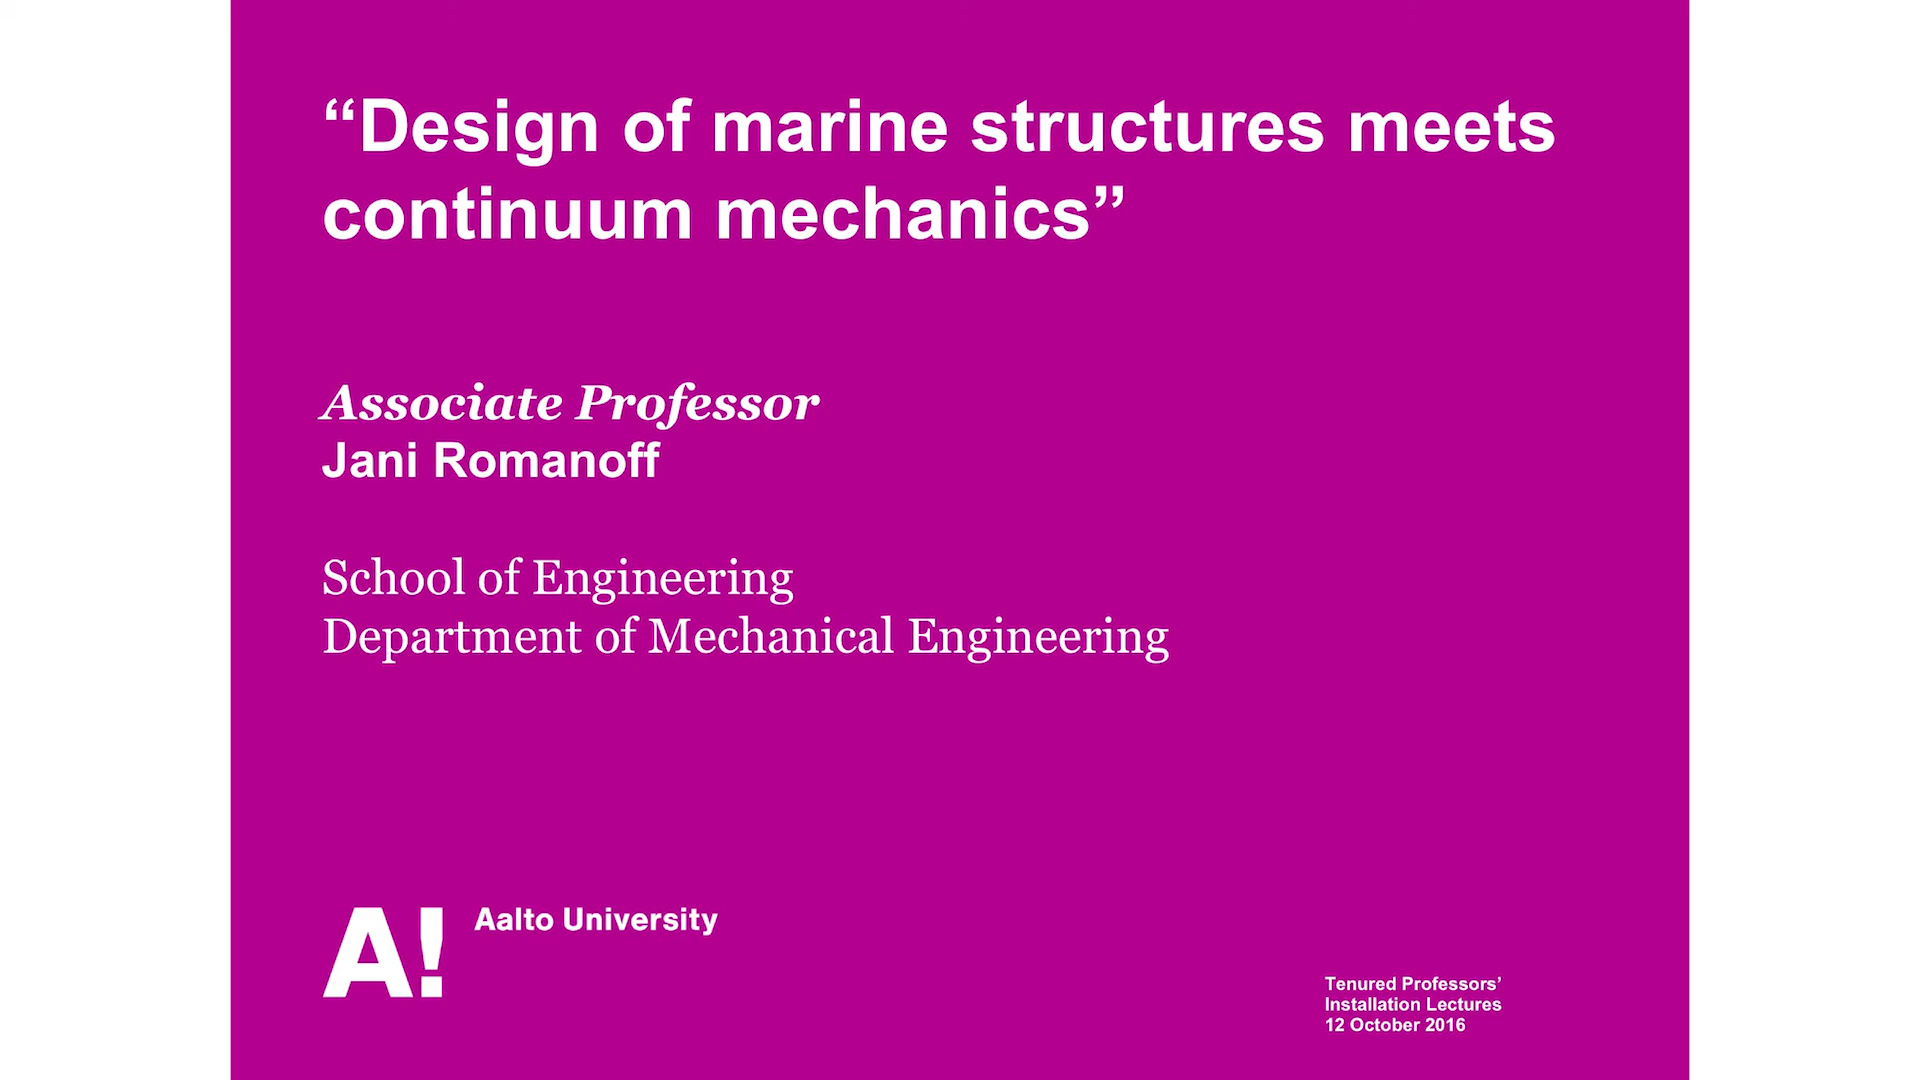 “Design of marine structures meets
continuum mechanics”
Associate Professor
Jani Romanoff
School of Engineering
Department of Mechanical Engineering
A! Aalto University
Tenured Professors’
Installation Lectures
12 October 2016